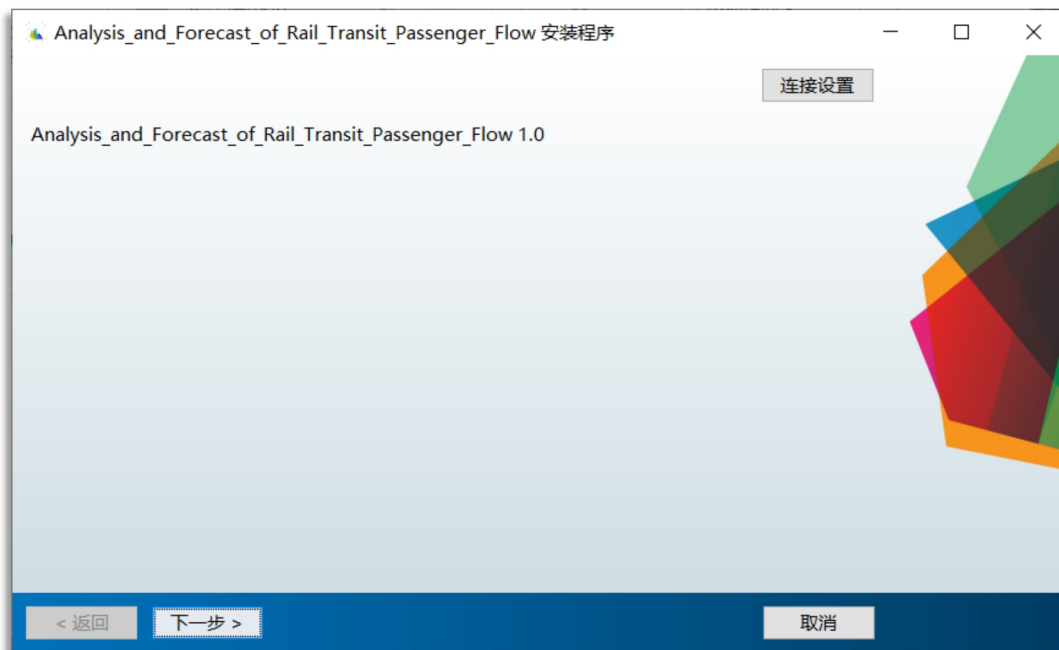 Analysis_and_Forecast_of_Rail_Transit_Passenger_Flow 安装程序
连接设置
Analysis_and_Forecast_of_Rail_Transit_Passenger_Flow 1.0
< 返回
下一步 >
取消